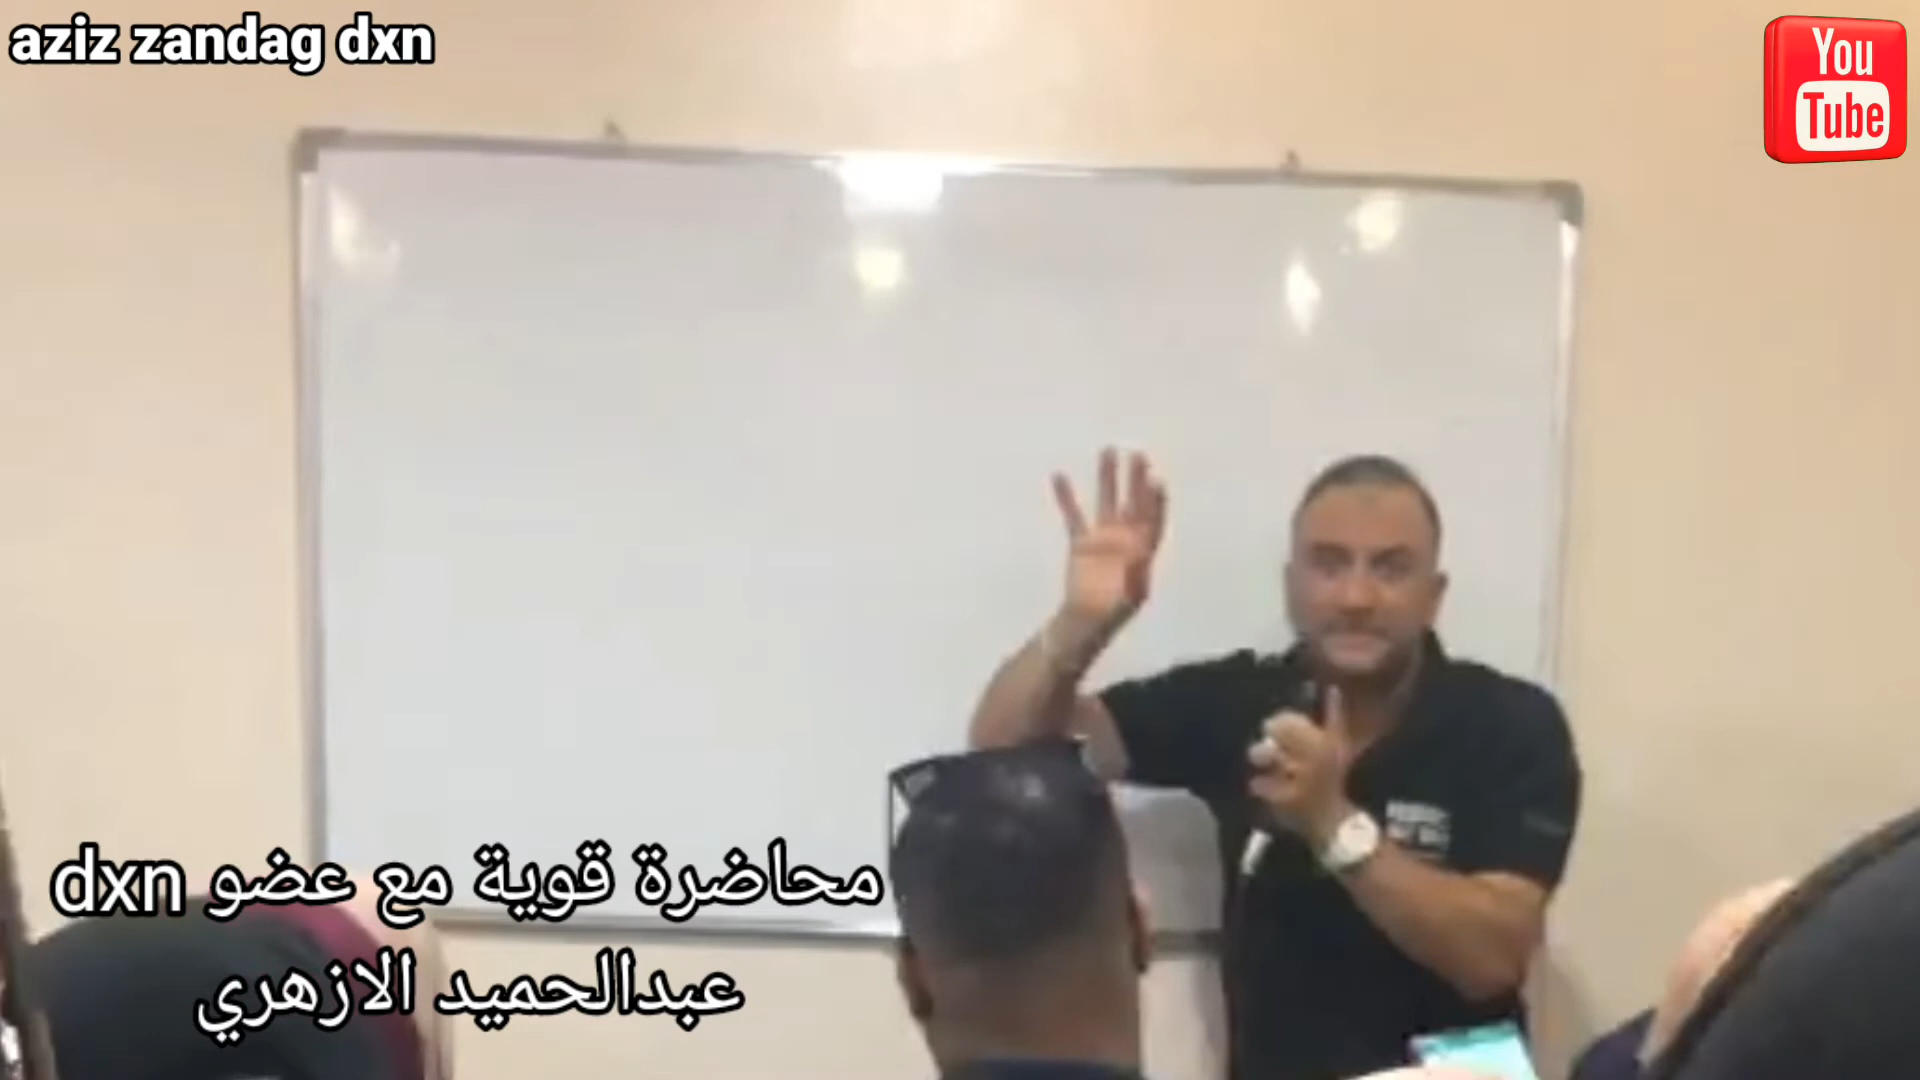 aziz zandag dxn
You
Tube
محاضرة قوية مع عضو dxn
عبدالحميد الازهري